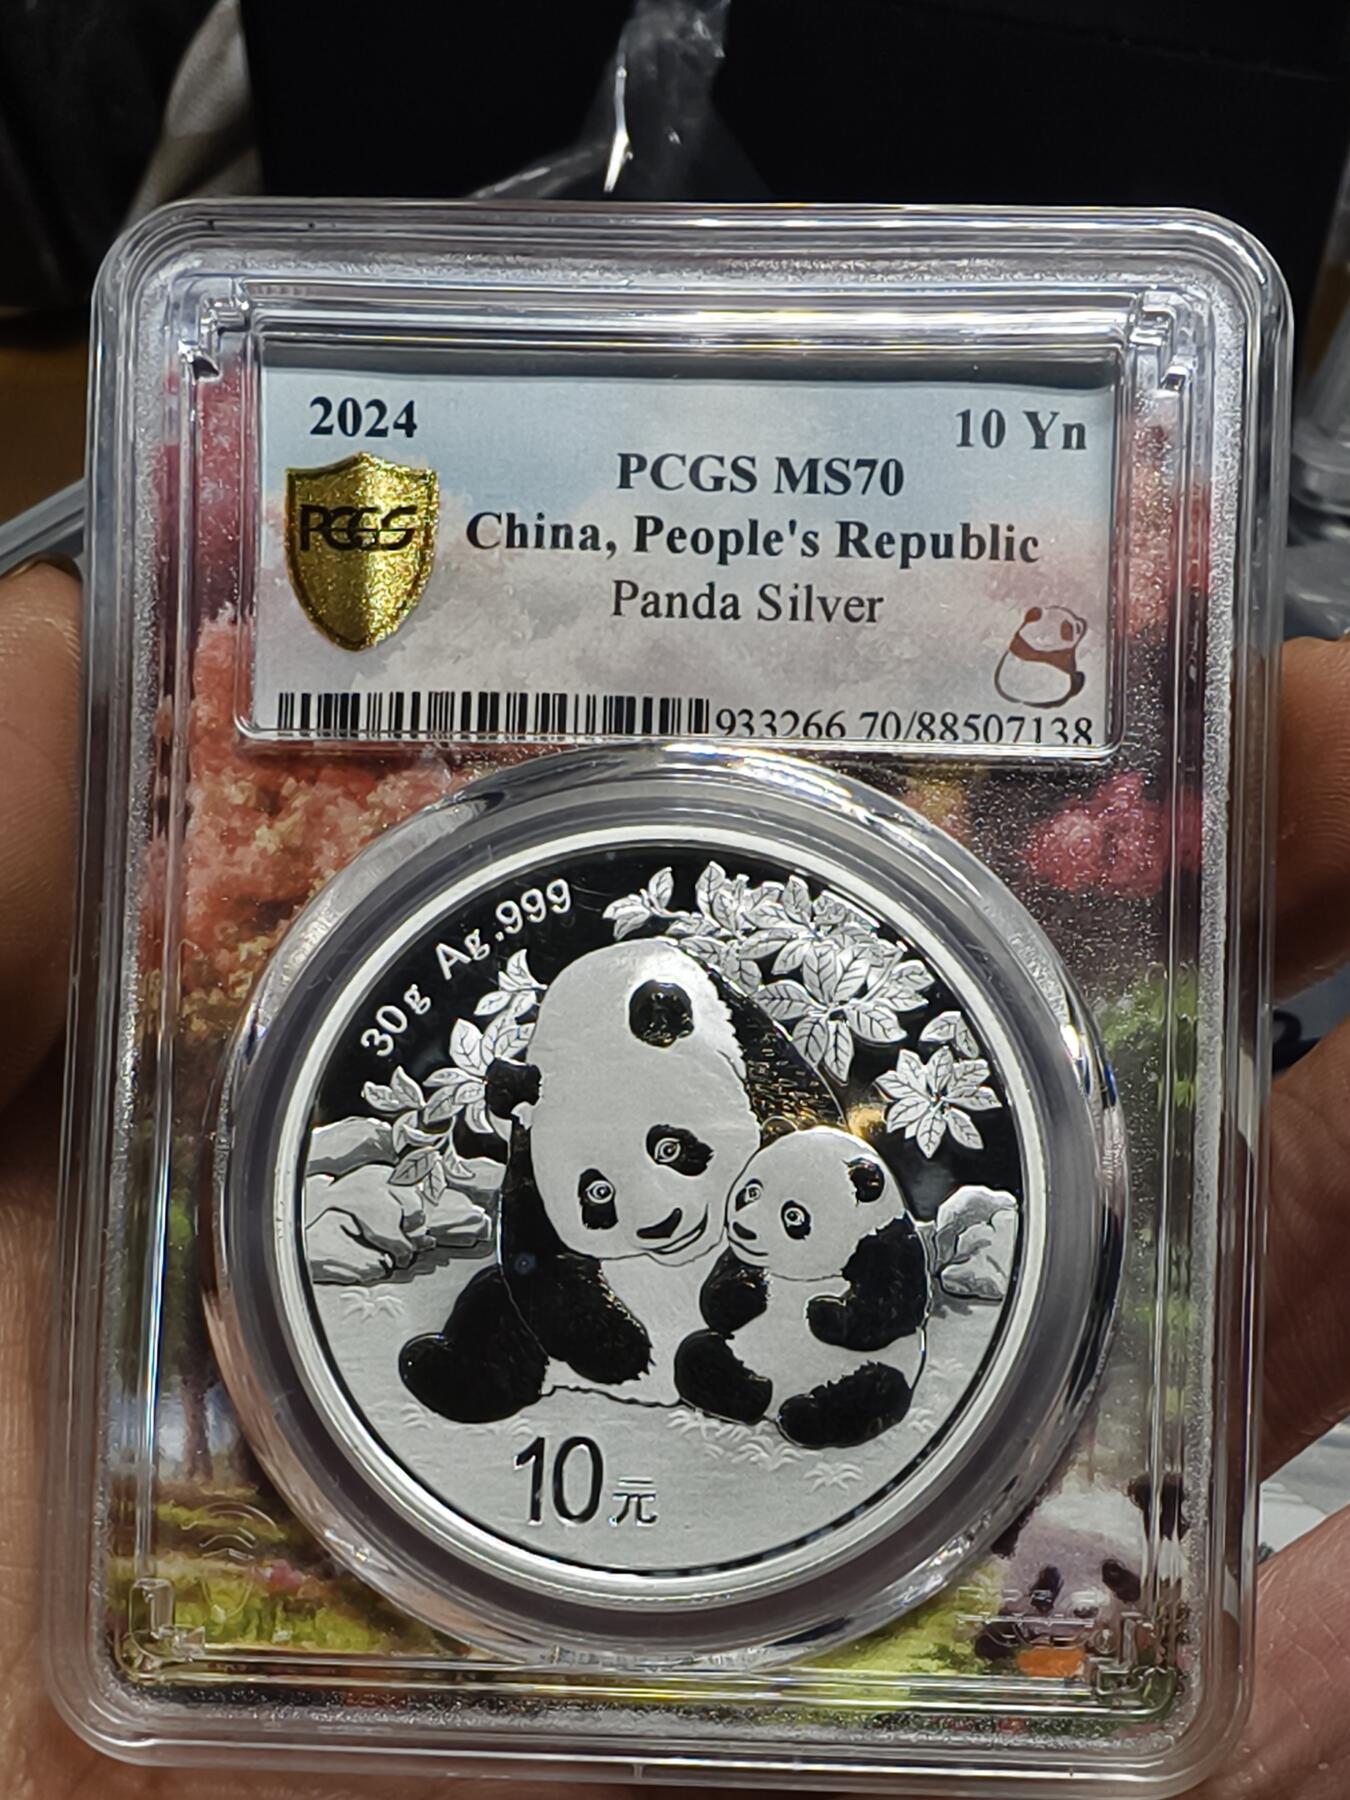 2024
10 Yn
PCGS MS70
PCGS
China, People's Republic
Panda Silver
933266.70/88507138
30g Ag.999
10元